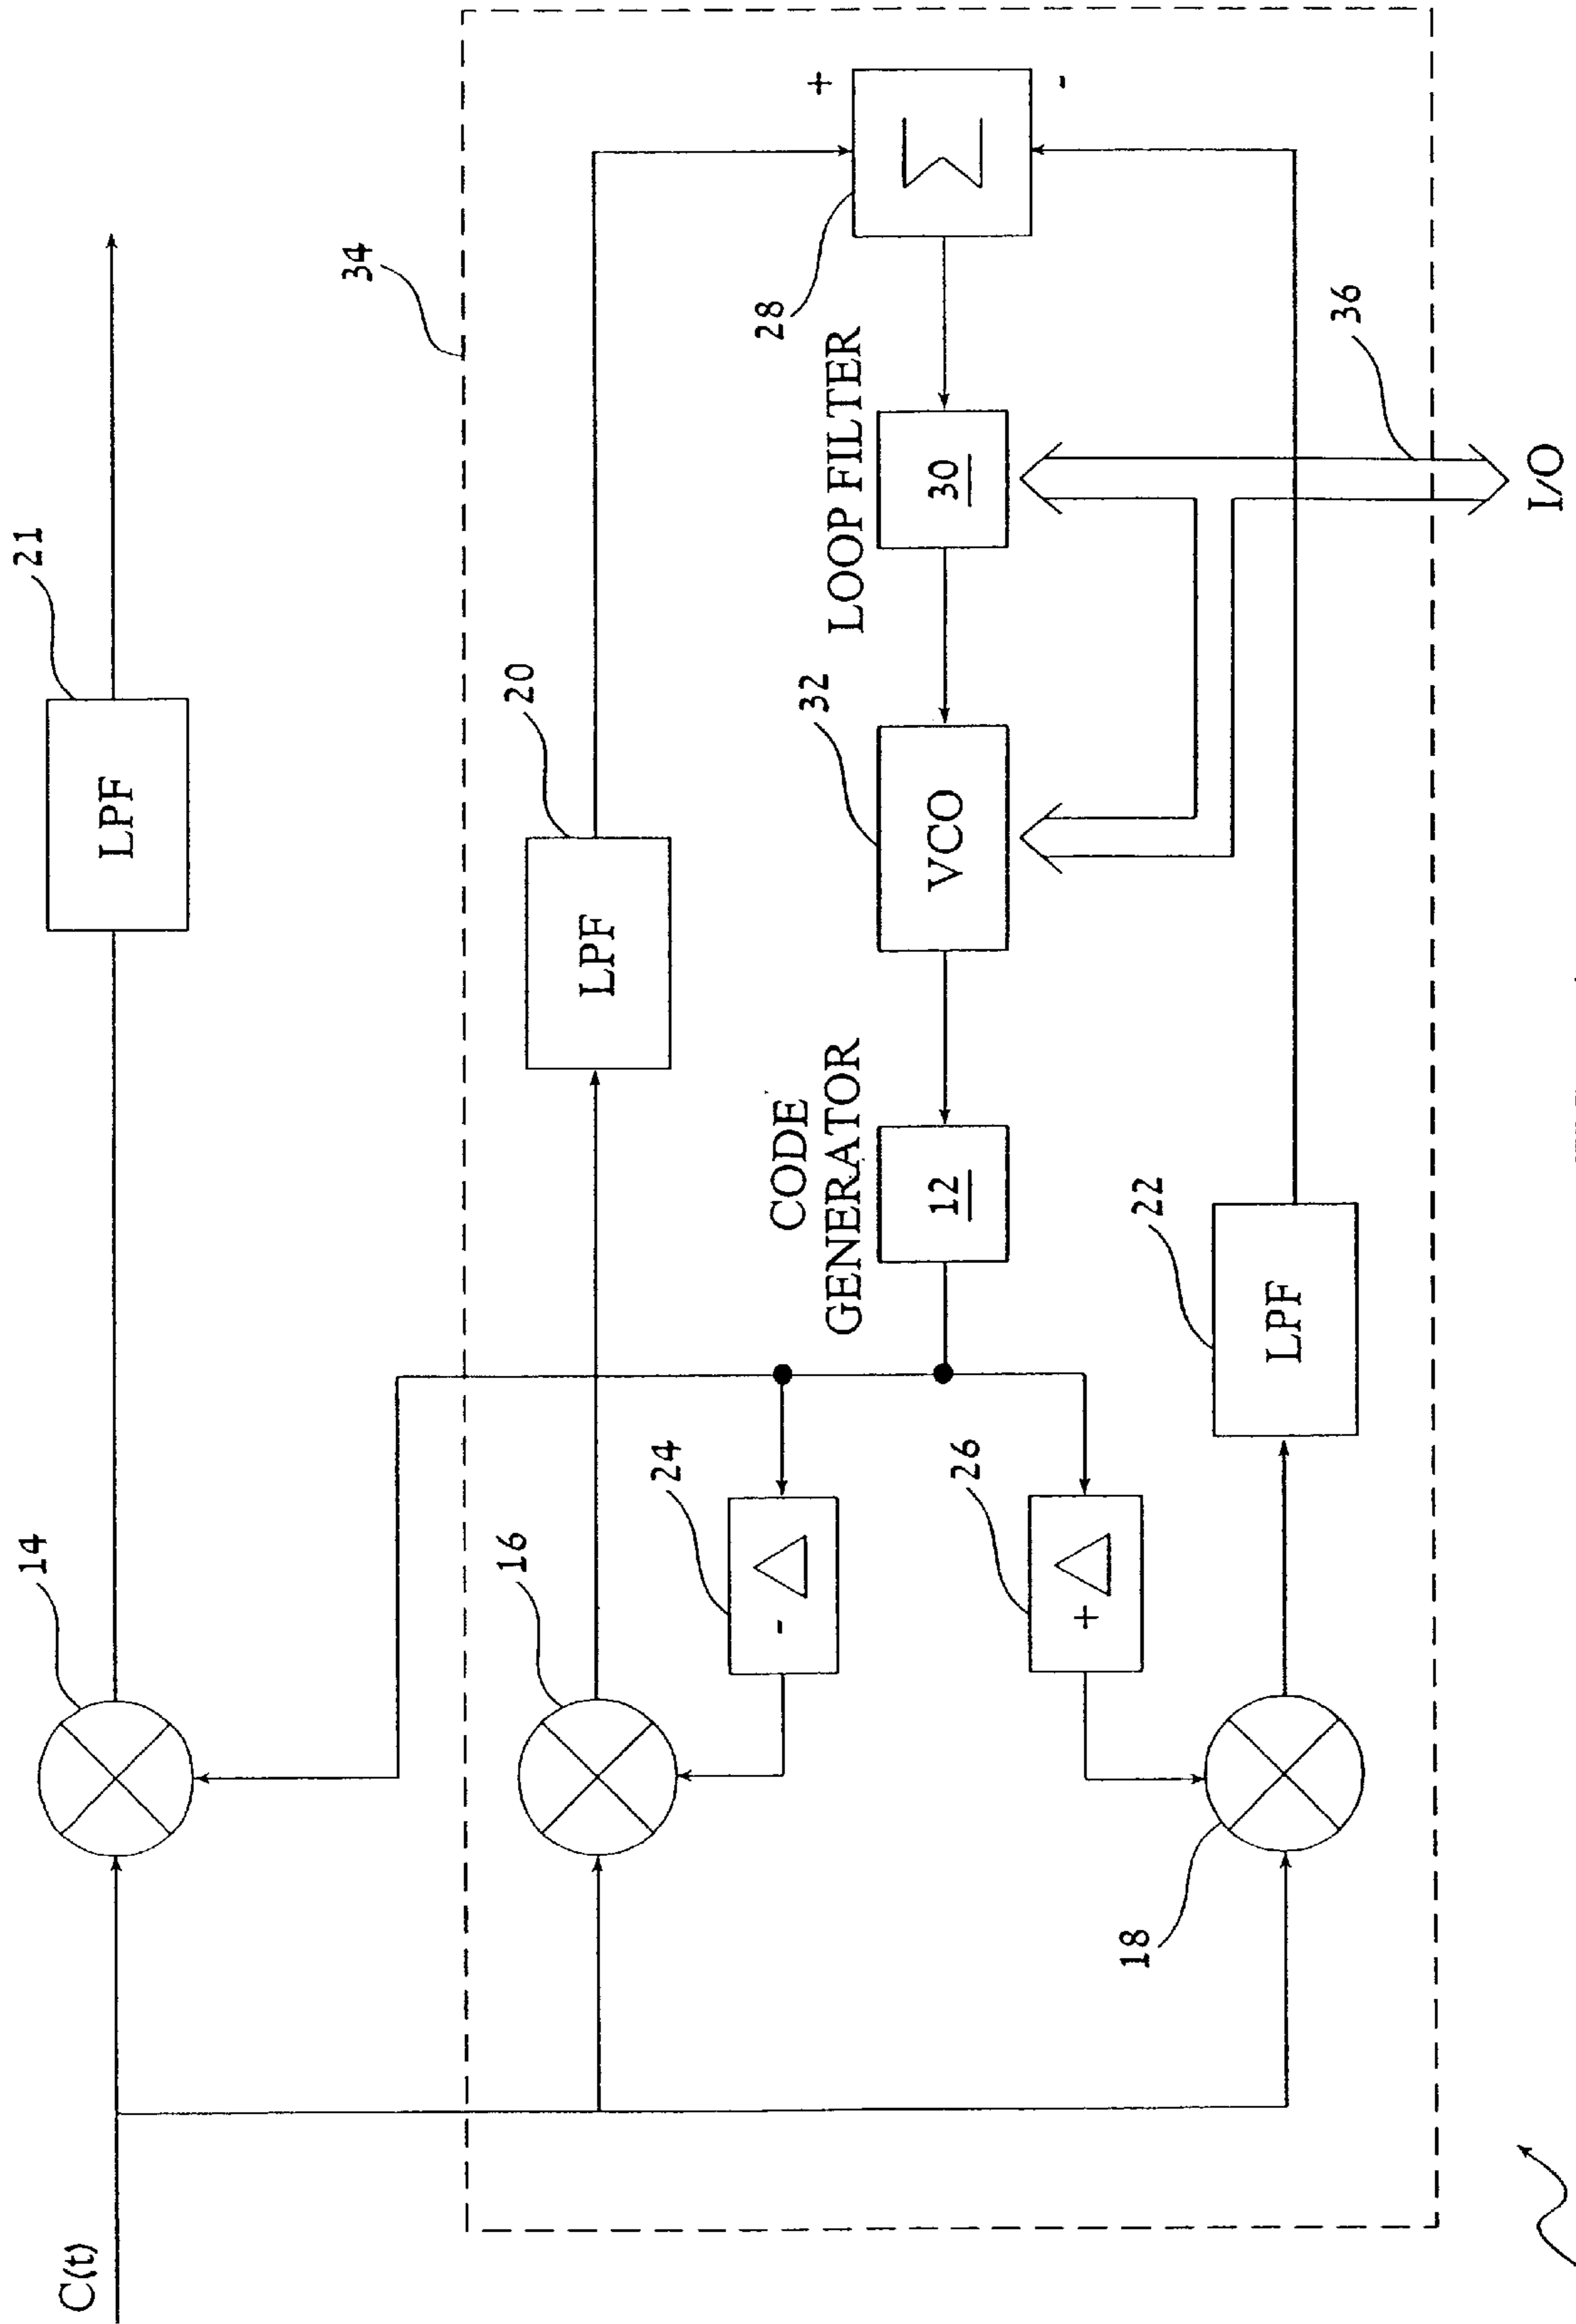 C(t)
14
LPF
21
34
16
LPF
20
- Δ
24
+ Δ
26
CODE
GENERATOR
12
VCO
32
LOOP FILTER
30
Σ
28
+
-
18
LPF
22
36
I/O